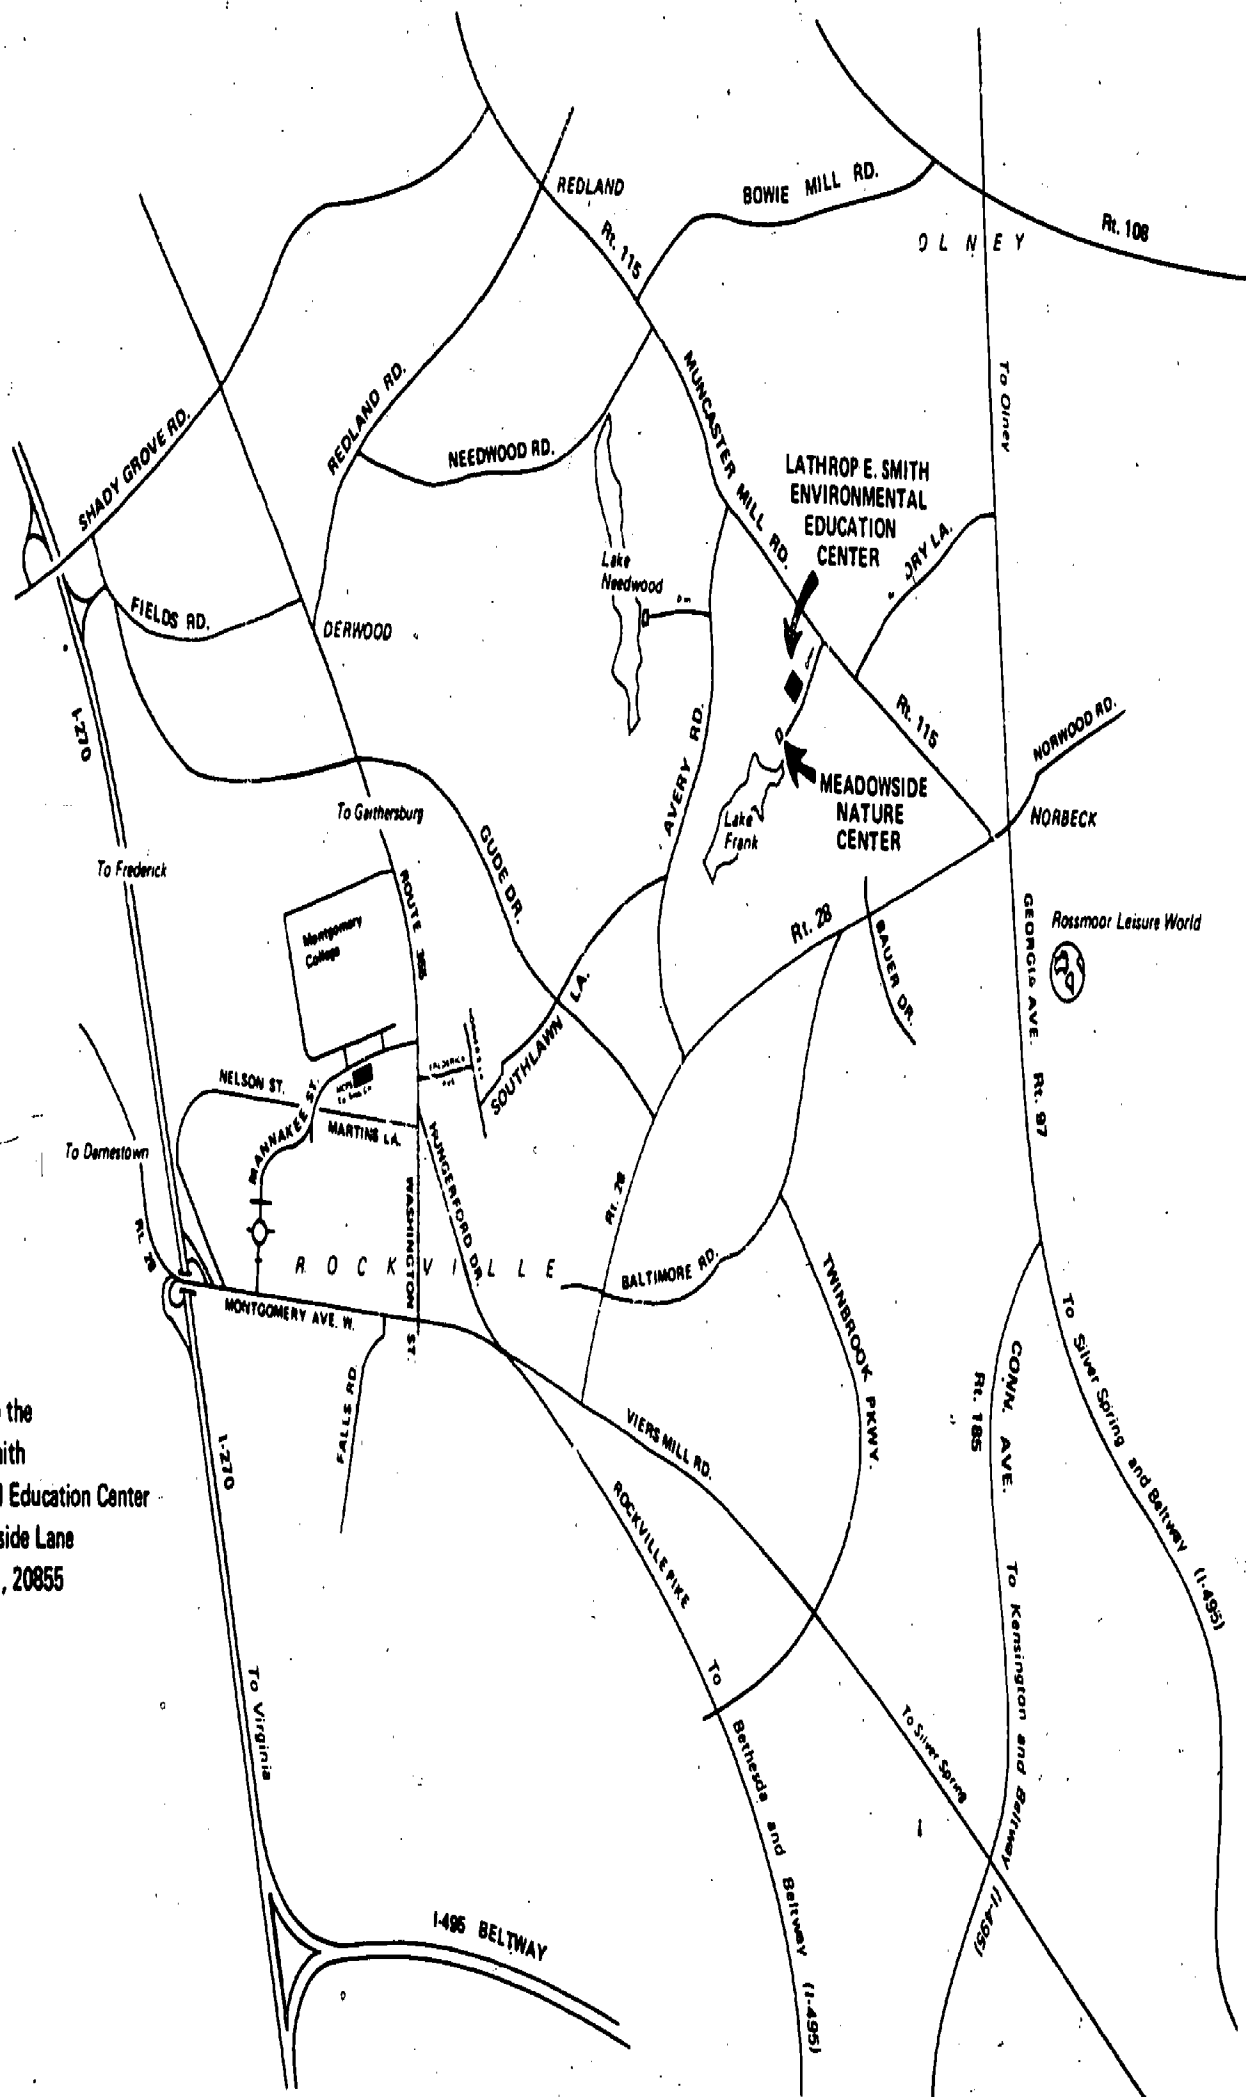 REDLAND
BOWIE MILL RD.
Rt. 108
OLNEY
Rt. 115
To Olney
MUNCASTER MILL RD.
REDLAND RD.
SHADY GROVE RD.
NEEDWOOD RD.
LATHROP E. SMITH
ENVIRONMENTAL
EDUCATION
CENTER
ORY LA.
Lake
Needwood
FIELDS RD.
DERWOOD
I-270
Rt. 115
NORWOOD RD.
AVERY RD.
MEADOWSIDE
NATURE
CENTER
NORBECK
Lake
Frank
To Gaithersburg
To Frederick
GUDE DR.
ROUTE 355
Montgomery
College
Rt. 28
BAUER DR.
GEORGIA AVE. Rt. 97
Rossmoor Leisure World
SOUTHLAWN LA.
FREDERICK
NELSON ST.
MANNAKEE ST.
MARTINS LA.
HUNGERFORD DR.
WASHINGTON ST.
To Darnestown
Rt. 28
Rt. 28
ROCKVILLE
BALTIMORE RD.
MONTGOMERY AVE. W.
TWINBROOK PKWY.
To Silver Spring and Beltway (I-495)
CONN. AVE.
Rt. 185
FALLS RD
VIERS MILL RD.
the
ith
l Education Center
side Lane
, 20855
I-270
ROCKVILLE PIKE
To Kensington and Beltway (I-495)
To Virginia
To Bethesda and Beltway (I-495)
To Silver Spring
I-495 BELTWAY